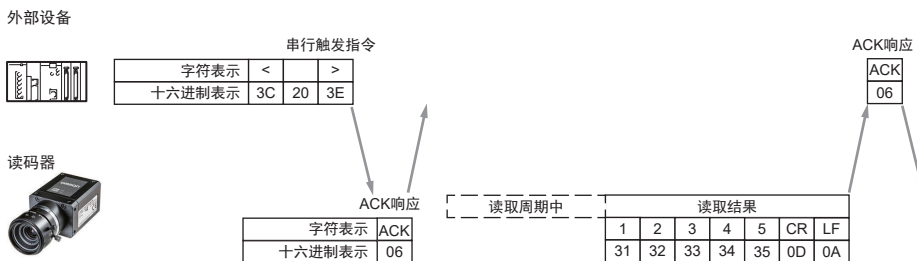 外部设备
串行触发指令
ACK响应
字符表示 < >
ACK
十六进制表示 3C 20 3E
06
读码器
ACK响应
读取周期中
读取结果
字符表示 ACK
1 2 3 4 5 CR LF
十六进制表示 06
31 32 33 34 35 0D 0A